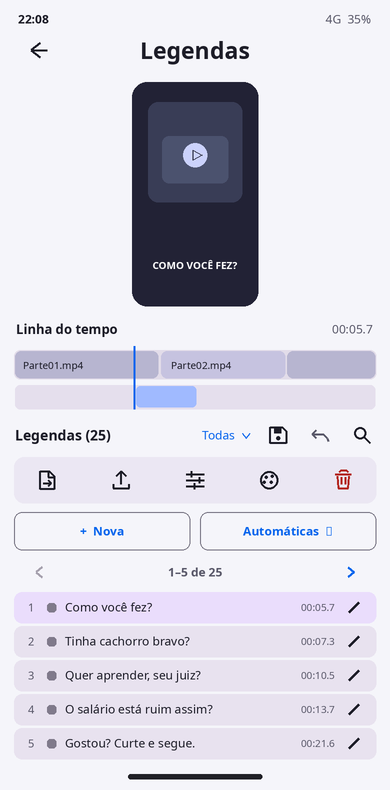 22:08
4G 35%
Legendas
COMO VOCÊ FEZ?
Linha do tempo
00:05.7
Parte01.mp4
Parte02.mp4
Legendas (25)
Todas
+ Nova
Automáticas
1–5 de 25
1 Como você fez? 00:05.7
2 Tinha cachorro bravo? 00:07.3
3 Quer aprender, seu juiz? 00:10.5
4 O salário está ruim assim? 00:13.7
5 Gostou? Curte e segue. 00:21.6